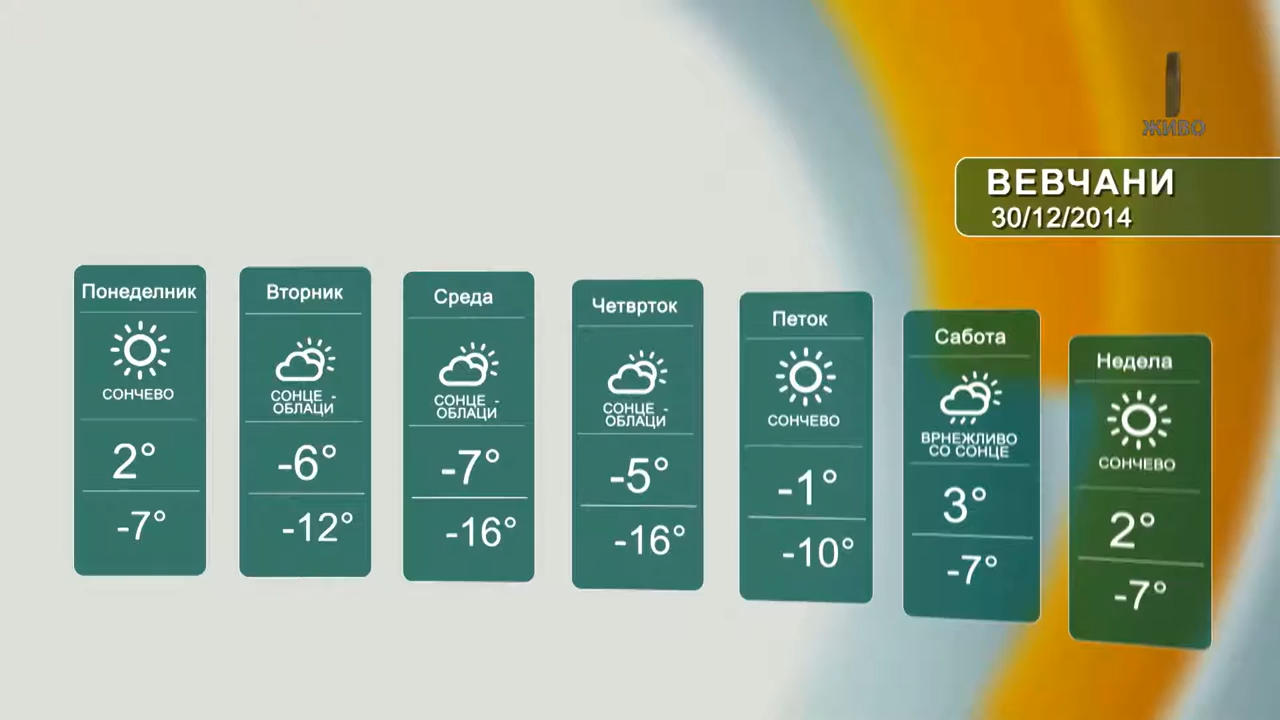 ЖИВО
ВЕВЧАНИ
30/12/2014
Понеделник
СОНЧЕВО
2°
-7°
Вторник
СОНЦЕ -
ОБЛАЦИ
-6°
-12°
Среда
СОНЦЕ -
ОБЛАЦИ
-7°
-16°
Четврток
СОНЦЕ -
ОБЛАЦИ
-5°
-16°
Петок
СОНЧЕВО
-1°
-10°
Сабота
ВРНЕЖЛИВО
СО СОНЦЕ
3°
-7°
Недела
СОНЧЕВО
2°
-7°